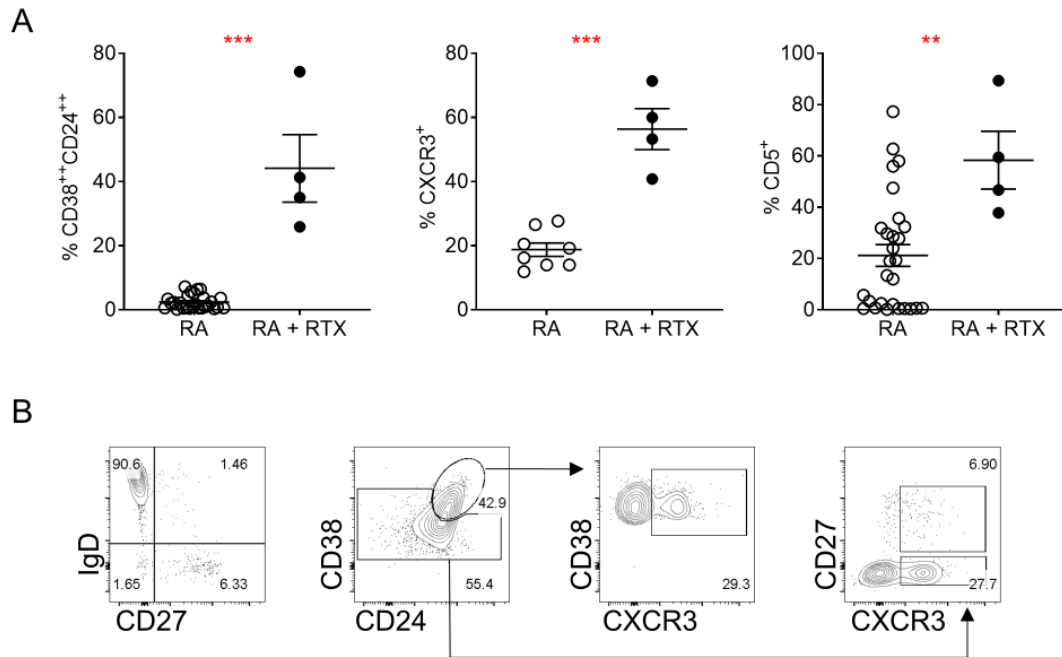 A
***
% CD38++CD24++
80
60
40
20
0
RA
RA + RTX
***
% CXCR3+
80
60
40
20
0
RA
RA + RTX
**
% CD5+
100
80
60
40
20
0
RA
RA + RTX
B
IgD
90.6
1.46
1.65
6.33
CD27
CD38
42.9
55.4
CD24
CD38
29.3
CXCR3
CD27
6.90
27.7
CXCR3